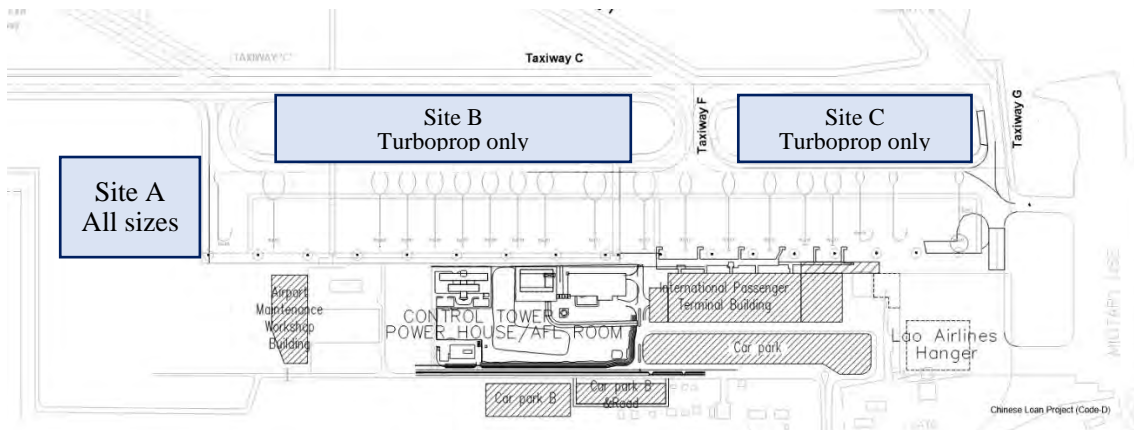 TAXIWAY "C"
Taxiway C
Taxiway G
Site B
Turboprop only
Taxiway F
Site C
Turboprop only
Site A
All sizes
Airport
Maintenance
Workshop
Building
CONTROL TOWER
POWER HOUSE/AFL ROOM
International Passenger
Terminal Building
Car park
Lao Airlines
Hanger
MILITARY USE
Car park B
Car park B
&Road
Chinese Loan Project (Code-D)